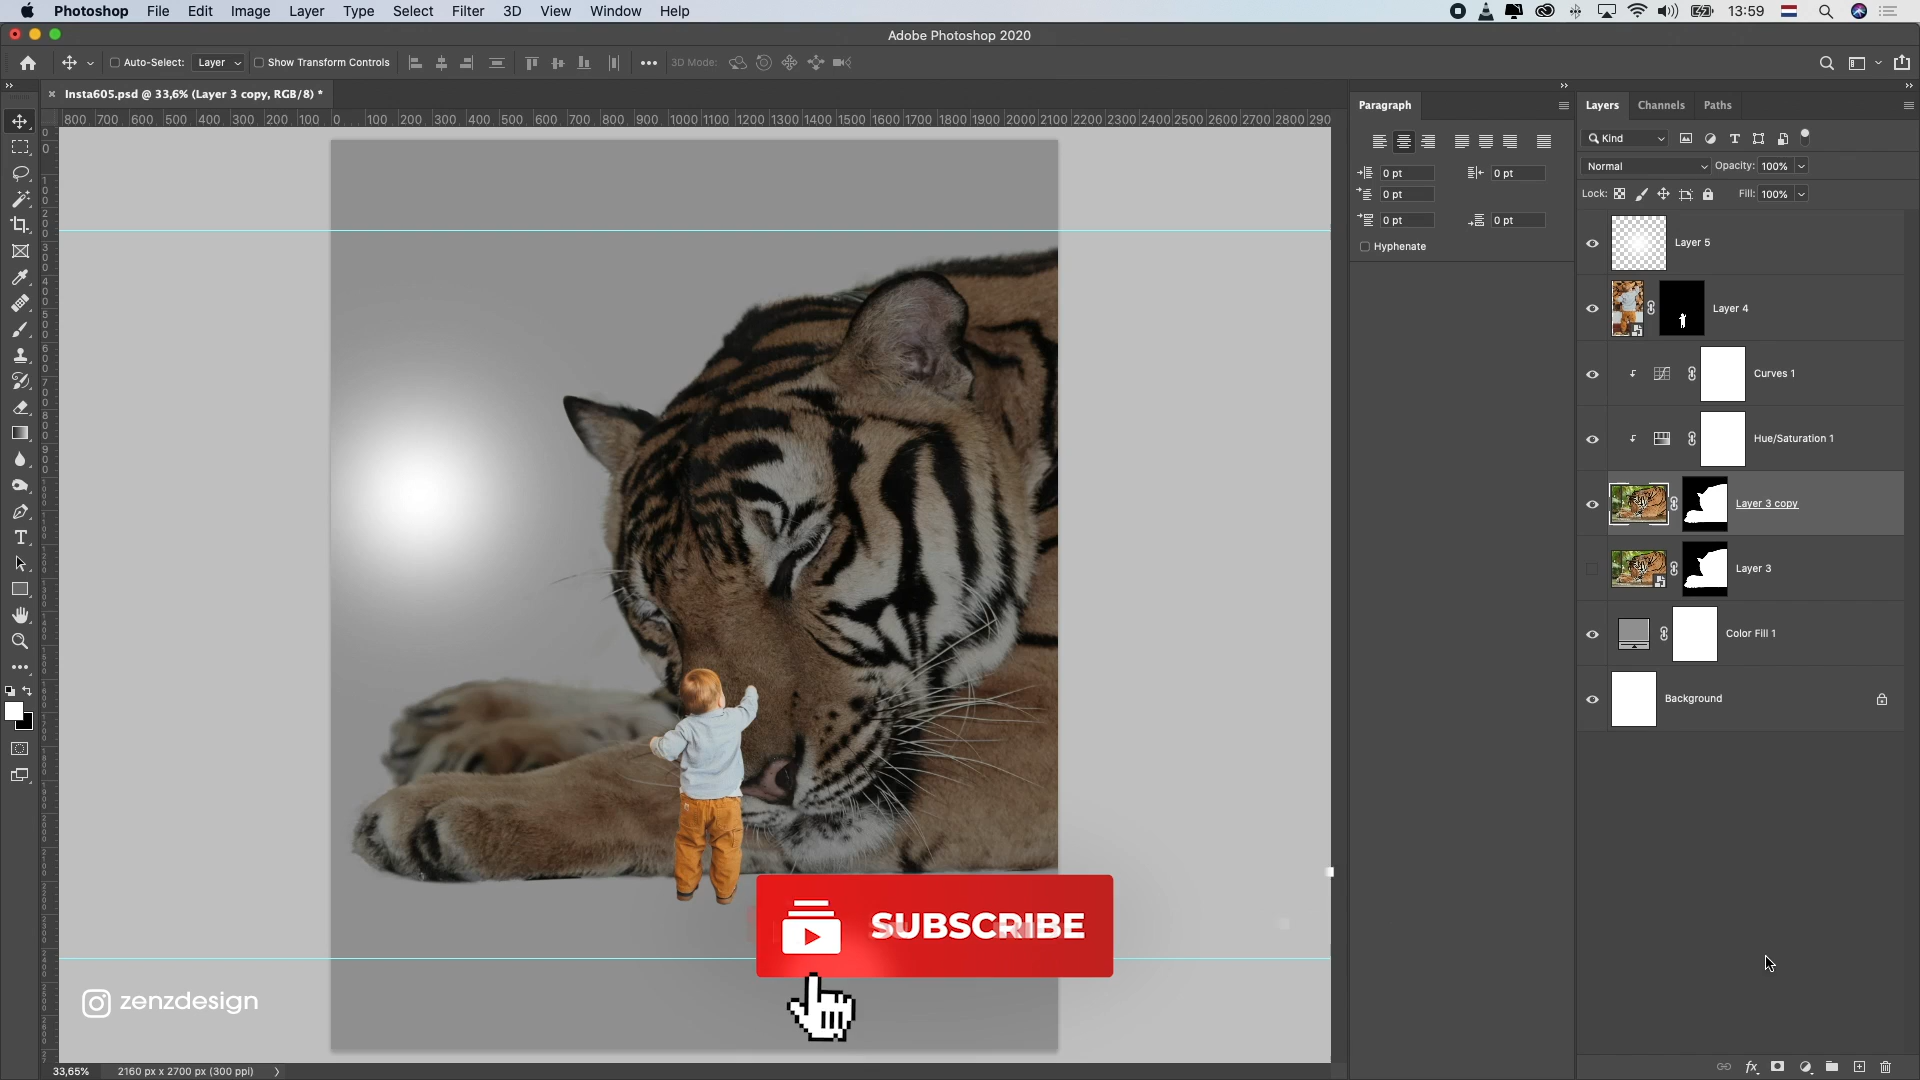 Photoshop File Edit Image Layer Type Select Filter 3D View Window Help 13:59
Adobe Photoshop 2020
Auto-Select: Layer Show Transform Controls 3D Mode:
Insta605.psd @ 33,6% (Layer 3 copy, RGB/8) *
800 700 600 500 400 300 200 100 0 100 200 300 400 500 600 700 800 900 1000 1100 1200 1300 1400 1500 1600 1700 1800 1900 2000 2100 2200 2300 2400 2500 2600 2700 2800 290
Paragraph
0 pt 0 pt
0 pt
0 pt 0 pt
Hyphenate
Layers Channels Paths
Kind
Normal Opacity: 100%
Lock: Fill: 100%
Layer 5
Layer 4
Curves 1
Hue/Saturation 1
Layer 3 copy
Layer 3
Color Fill 1
Background
SUBSCRIBE
zenzdesign
33,65% 2160 px x 2700 px (300 ppi)